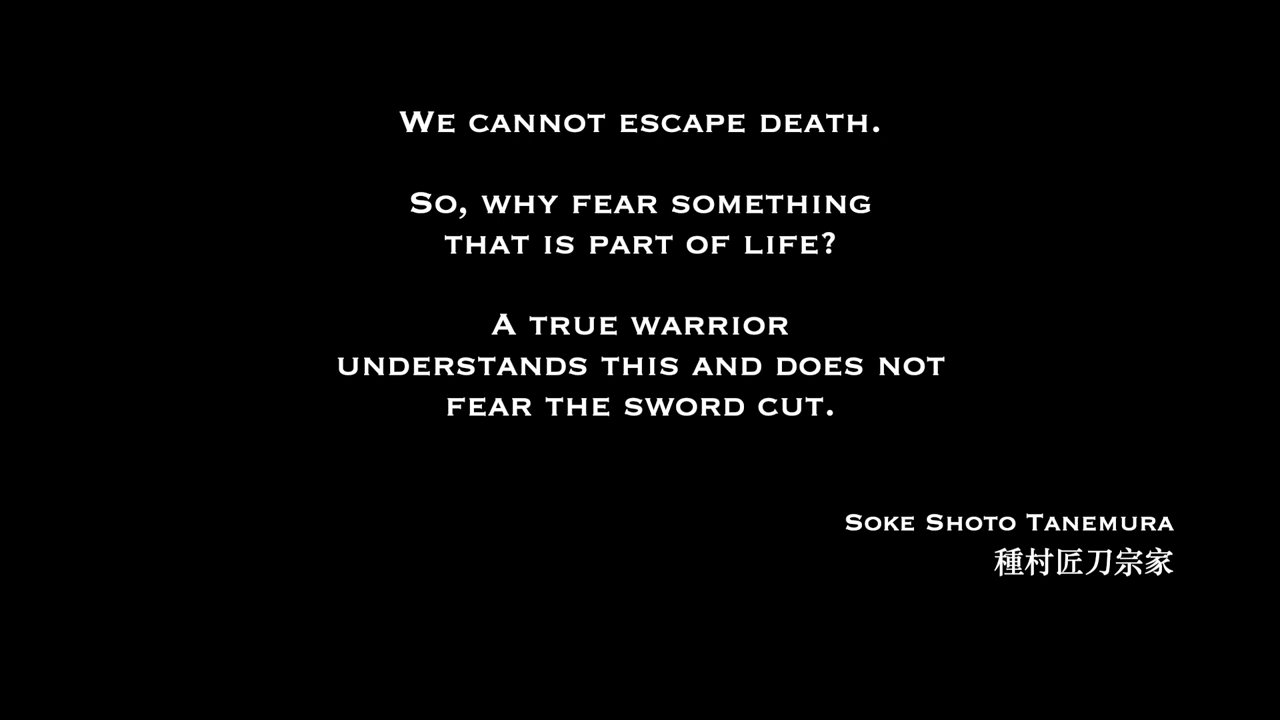 We cannot escape death.
So, why fear something
that is part of life?
A true warrior
understands this and does not
fear the sword cut.
Soke Shoto Tanemura
種村匠刀宗家